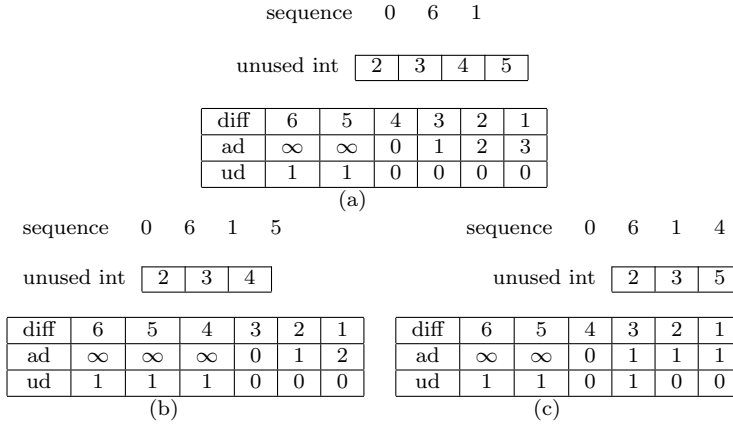 sequence 0 6 1
unused int 2 3 4 5
diff 6 5 4 3 2 1
ad ∞ ∞ 0 1 2 3
ud 1 1 0 0 0 0
(a)
sequence 0 6 1 5
unused int 2 3 4
diff 6 5 4 3 2 1
ad ∞ ∞ ∞ 0 1 2
ud 1 1 1 0 0 0
(b)
sequence 0 6 1 4
unused int 2 3 5
diff 6 5 4 3 2 1
ad ∞ ∞ 0 1 1 1
ud 1 1 0 1 0 0
(c)